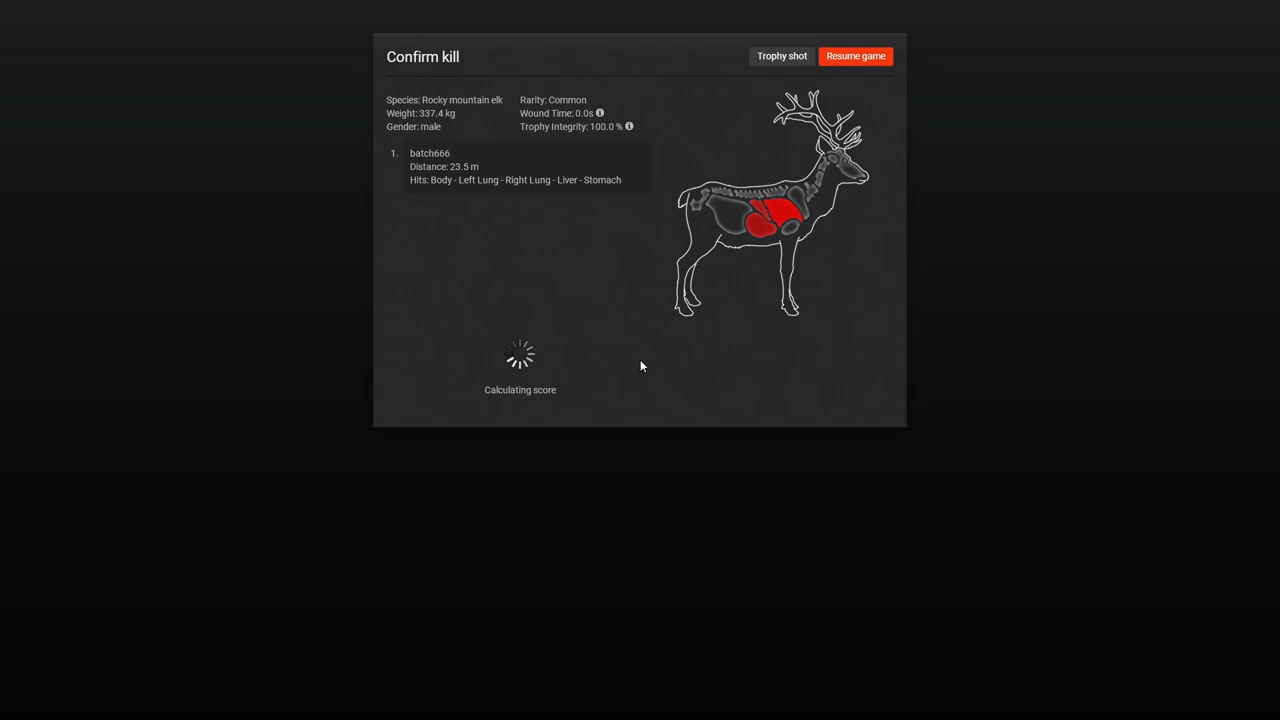 Confirm kill
Trophy shot
Resume game
Species: Rocky mountain elk
Weight: 337.4 kg
Gender: male
Rarity: Common
Wound Time: 0.0s
Trophy Integrity: 100.0 %
1. batch666
Distance: 23.5 m
Hits: Body - Left Lung - Right Lung - Liver - Stomach
Calculating score